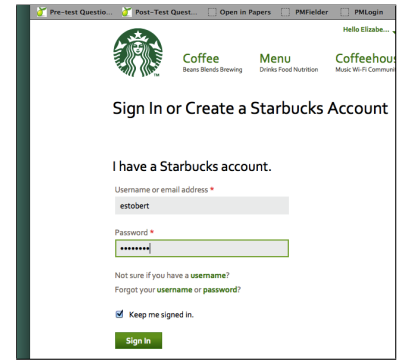 Pre-test Questio... Post-Test Quest... Open in Papers PMFielder PMLogin
Hello Elizabe...
Coffee Menu Coffeehous
Beans Blends Brewing Drinks Food Nutrition Music Wi-Fi Communi
Sign In or Create a Starbucks Account
I have a Starbucks account.
Username or email address *
estobert
Password *
••••••••
Not sure if you have a username?
Forgot your username or password?
Keep me signed in.
Sign In